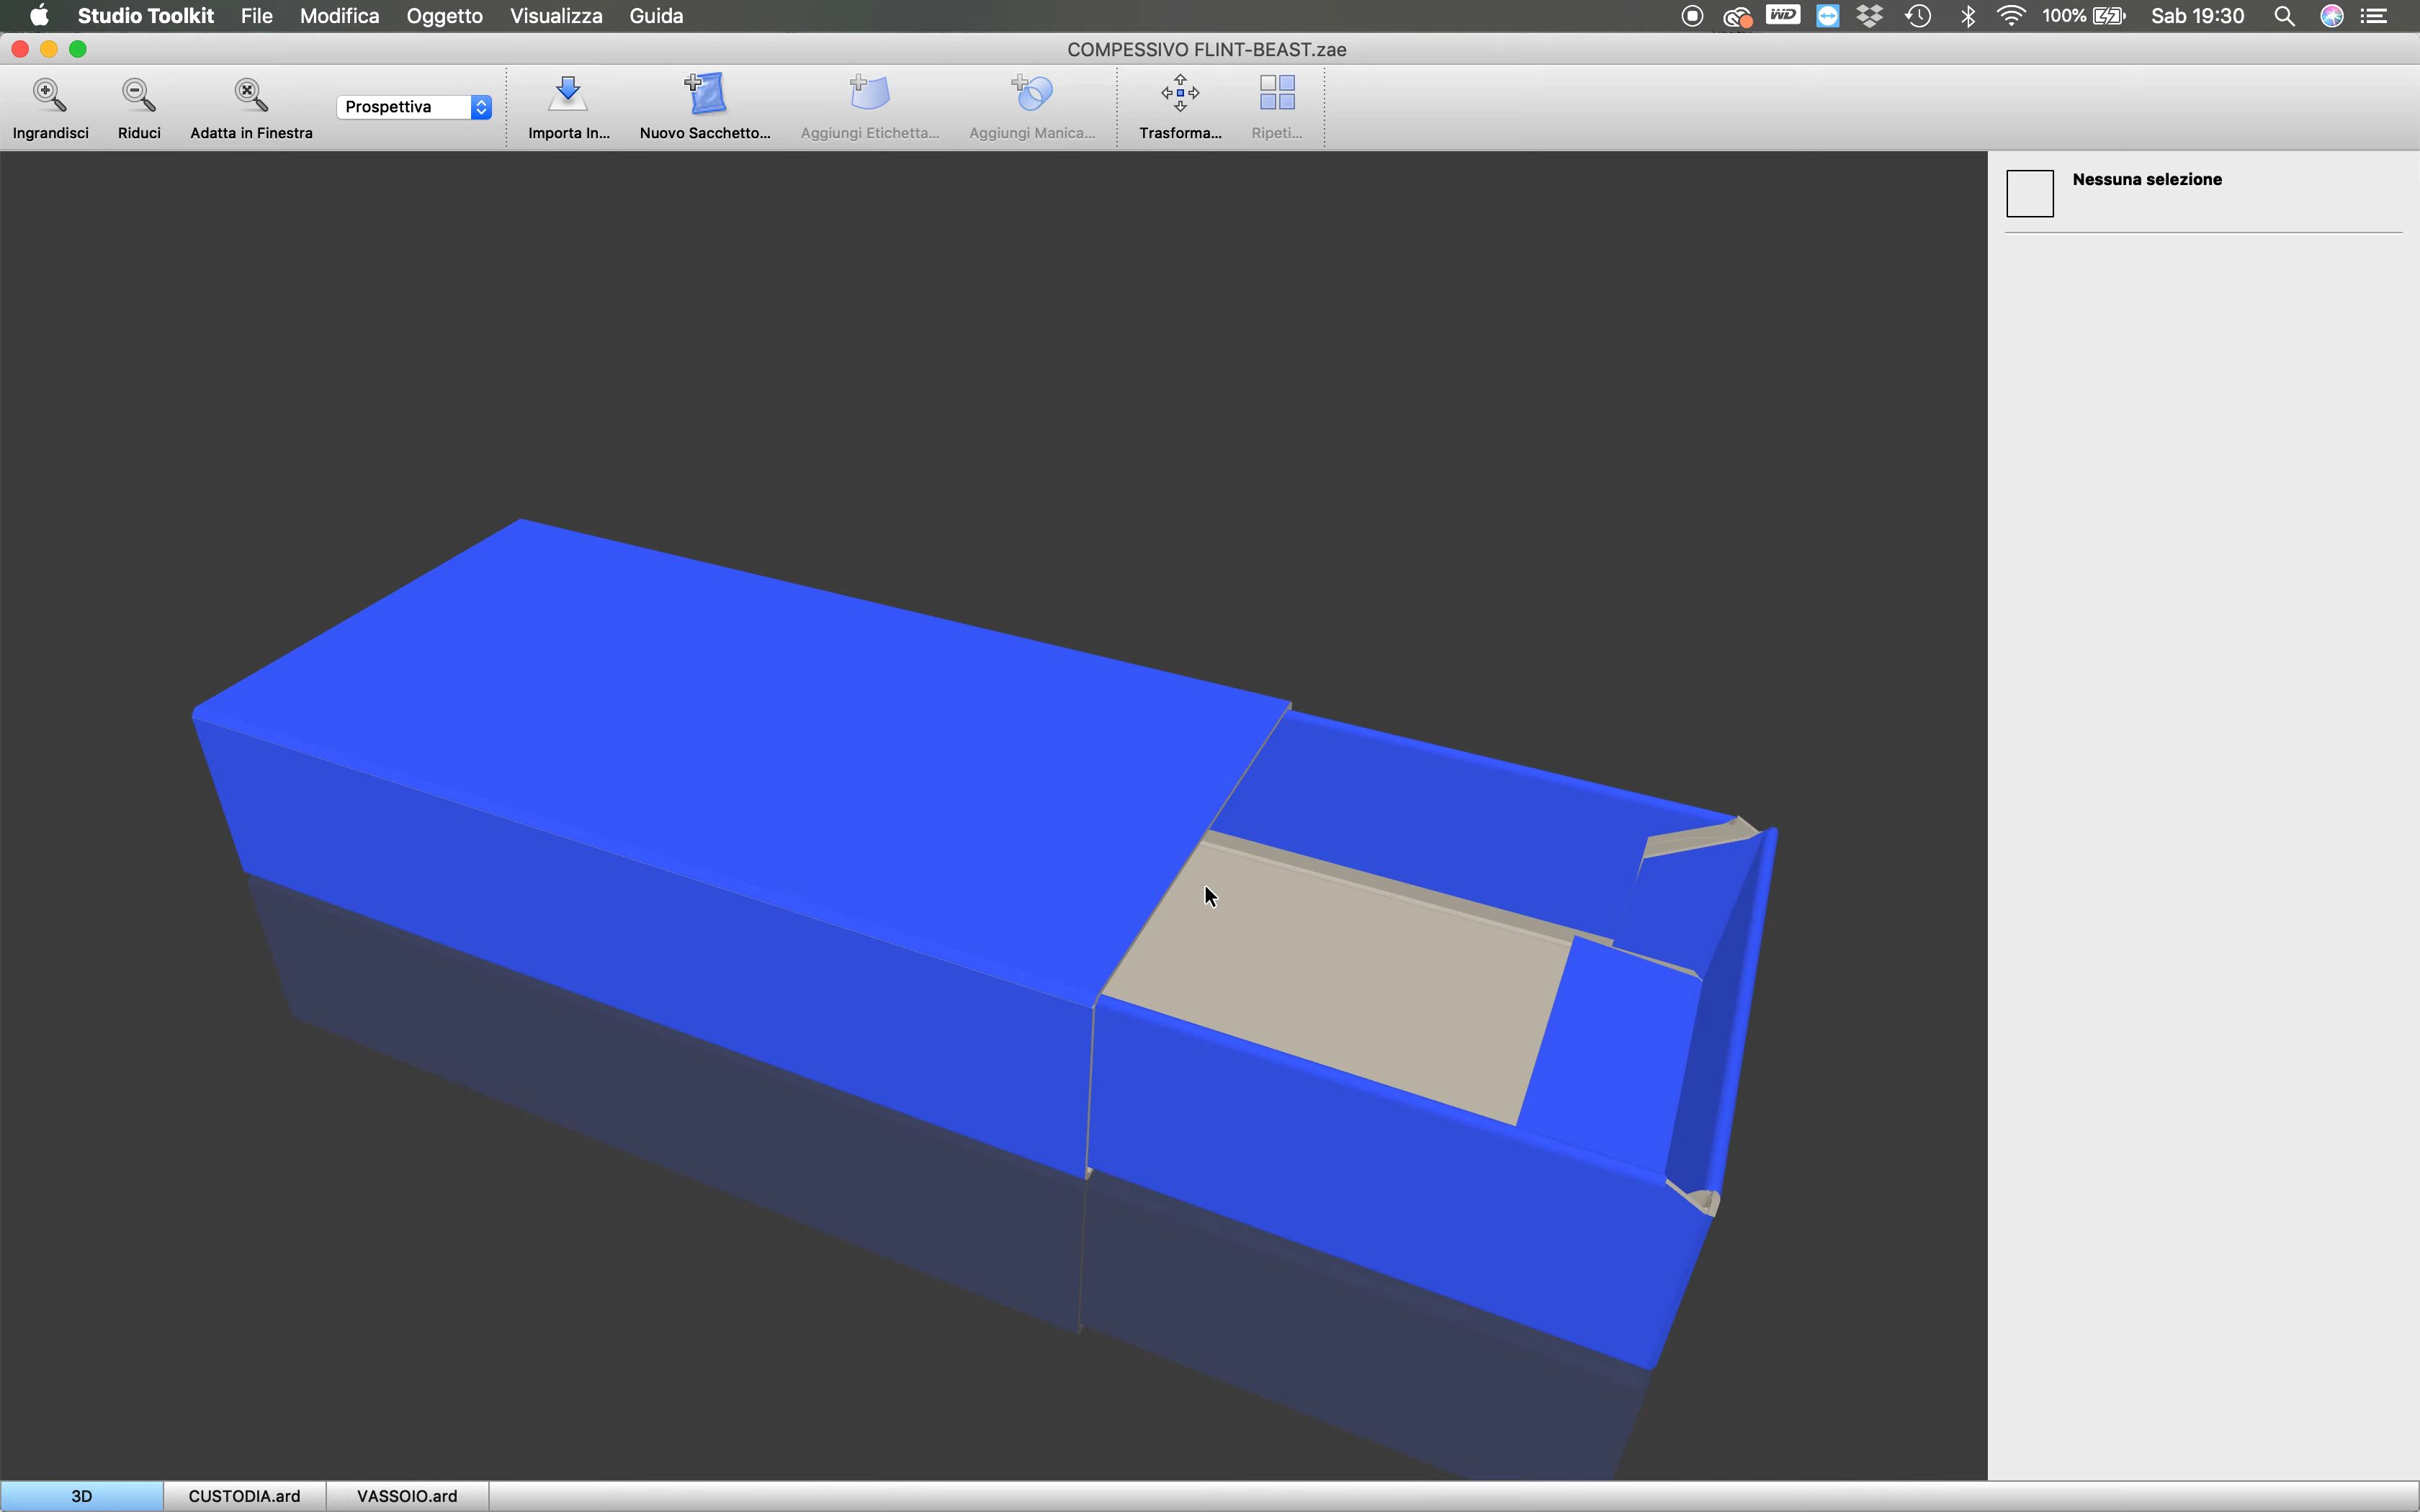 Studio Toolkit File Modifica Oggetto Visualizza Guida WD 100% Sab 19:30
COMPESSIVO FLINT-BEAST.zae
Prospettiva
Ingrandisci Riduci Adatta in Finestra Importa In... Nuovo Sacchetto... Aggiungi Etichetta... Aggiungi Manica... Trasforma... Ripeti...
Nessuna selezione
3D CUSTODIA.ard VASSOIO.ard